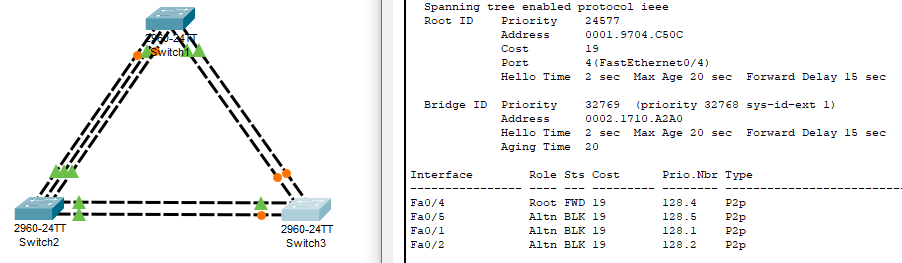 2960-24TT
Switch1
2960-24TT
Switch2
2960-24TT
Switch3
Spanning tree enabled protocol ieee
Root ID    Priority    24577
Address     0001.9704.C50C
Cost        19
Port        4(FastEthernet0/4)
Hello Time  2 sec  Max Age 20 sec  Forward Delay 15 sec
Bridge ID  Priority    32769  (priority 32768 sys-id-ext 1)
Address     0002.1710.A2A0
Hello Time  2 sec  Max Age 20 sec  Forward Delay 15 sec
Aging Time  20
Interface        Role Sts Cost      Prio.Nbr Type
Fa0/4            Root FWD 19        128.4    P2p
Fa0/5            Altn BLK 19        128.5    P2p
Fa0/1            Altn BLK 19        128.1    P2p
Fa0/2            Altn BLK 19        128.2    P2p